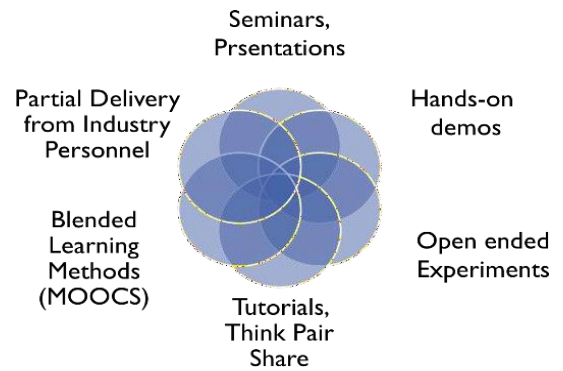 Seminars,
Prsentations
Partial Delivery
from Industry
Personnel
Hands-on
demos
Blended
Learning
Methods
(MOOCS)
Open ended
Experiments
Tutorials,
Think Pair
Share